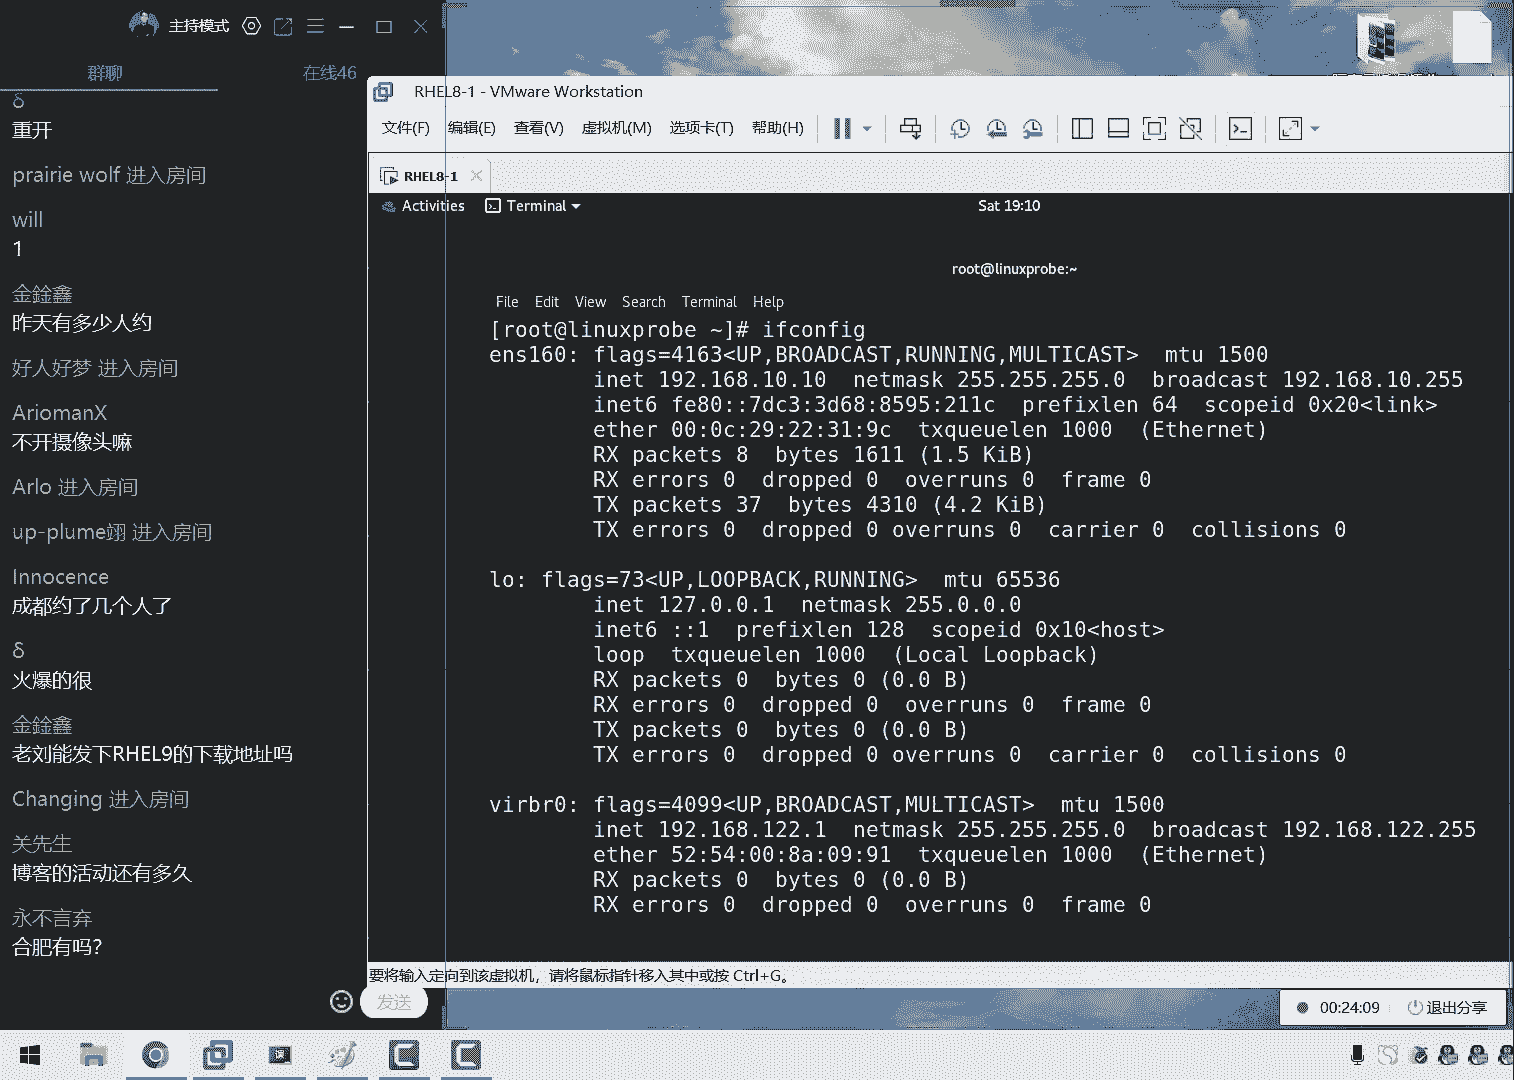 主持模式
群聊 在线46
δ
重开
prairie wolf 进入房间
will
1
金銓鑫
昨天有多少人约
好人好梦 进入房间
AriomanX
不开摄像头嘛
Arlo 进入房间
up-plume翊 进入房间
Innocence
成都约了几个人了
δ
火爆的很
金銓鑫
老刘能发下RHEL9的下载地址吗
Changing 进入房间
关先生
博客的活动还有多久
永不言弃
合肥有吗?
发送
RHEL8-1 - VMware Workstation
文件(F) 编辑(E) 查看(V) 虚拟机(M) 选项卡(T) 帮助(H)
RHEL8-1
Activities Terminal Sat 19:10
root@linuxprobe:~
File Edit View Search Terminal Help
[root@linuxprobe ~]# ifconfig
ens160: flags=4163<UP,BROADCAST,RUNNING,MULTICAST>  mtu 1500
inet 192.168.10.10  netmask 255.255.255.0  broadcast 192.168.10.255
inet6 fe80::7dc3:3d68:8595:211c  prefixlen 64  scopeid 0x20<link>
ether 00:0c:29:22:31:9c  txqueuelen 1000  (Ethernet)
RX packets 8  bytes 1611 (1.5 KiB)
RX errors 0  dropped 0  overruns 0  frame 0
TX packets 37  bytes 4310 (4.2 KiB)
TX errors 0  dropped 0 overruns 0  carrier 0  collisions 0
lo: flags=73<UP,LOOPBACK,RUNNING>  mtu 65536
inet 127.0.0.1  netmask 255.0.0.0
inet6 ::1  prefixlen 128  scopeid 0x10<host>
loop  txqueuelen 1000  (Local Loopback)
RX packets 0  bytes 0 (0.0 B)
RX errors 0  dropped 0  overruns 0  frame 0
TX packets 0  bytes 0 (0.0 B)
TX errors 0  dropped 0 overruns 0  carrier 0  collisions 0
virbr0: flags=4099<UP,BROADCAST,MULTICAST>  mtu 1500
inet 192.168.122.1  netmask 255.255.255.0  broadcast 192.168.122.255
ether 52:54:00:8a:09:91  txqueuelen 1000  (Ethernet)
RX packets 0  bytes 0 (0.0 B)
RX errors 0  dropped 0  overruns 0  frame 0
要将输入定向到该虚拟机，请将鼠标指针移入其中或按 Ctrl+G。
00:24:09 退出分享